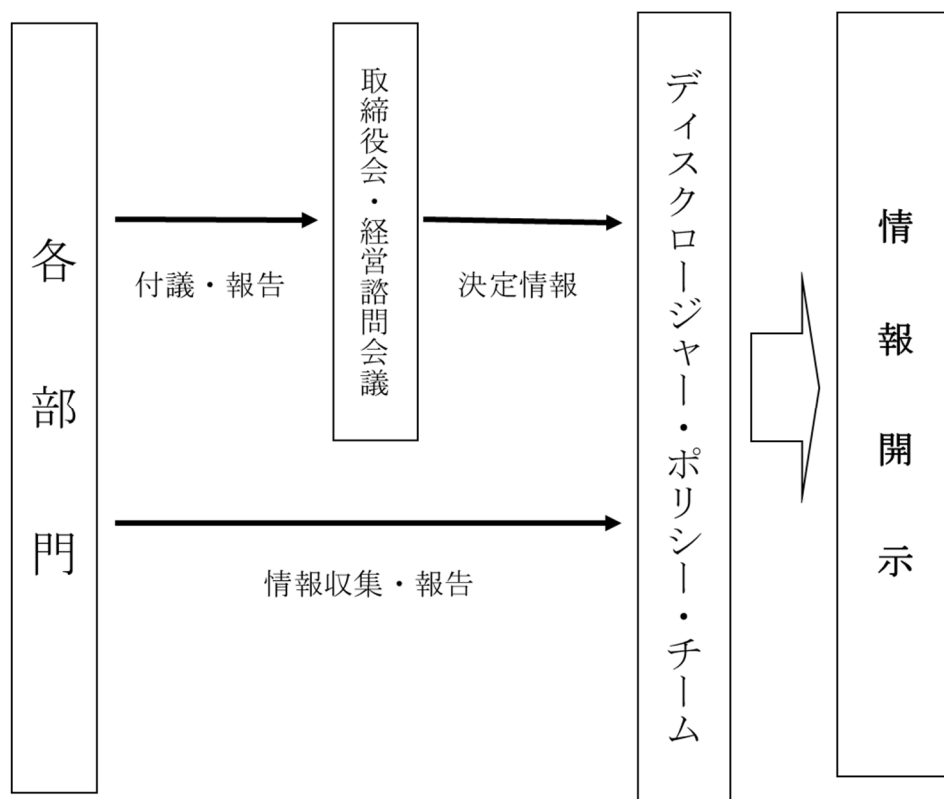 各部門
付議・報告
取締役会・経営諮問会議
決定情報
情報収集・報告
ディスクロージャー・ポリシー・チーム
情報開示